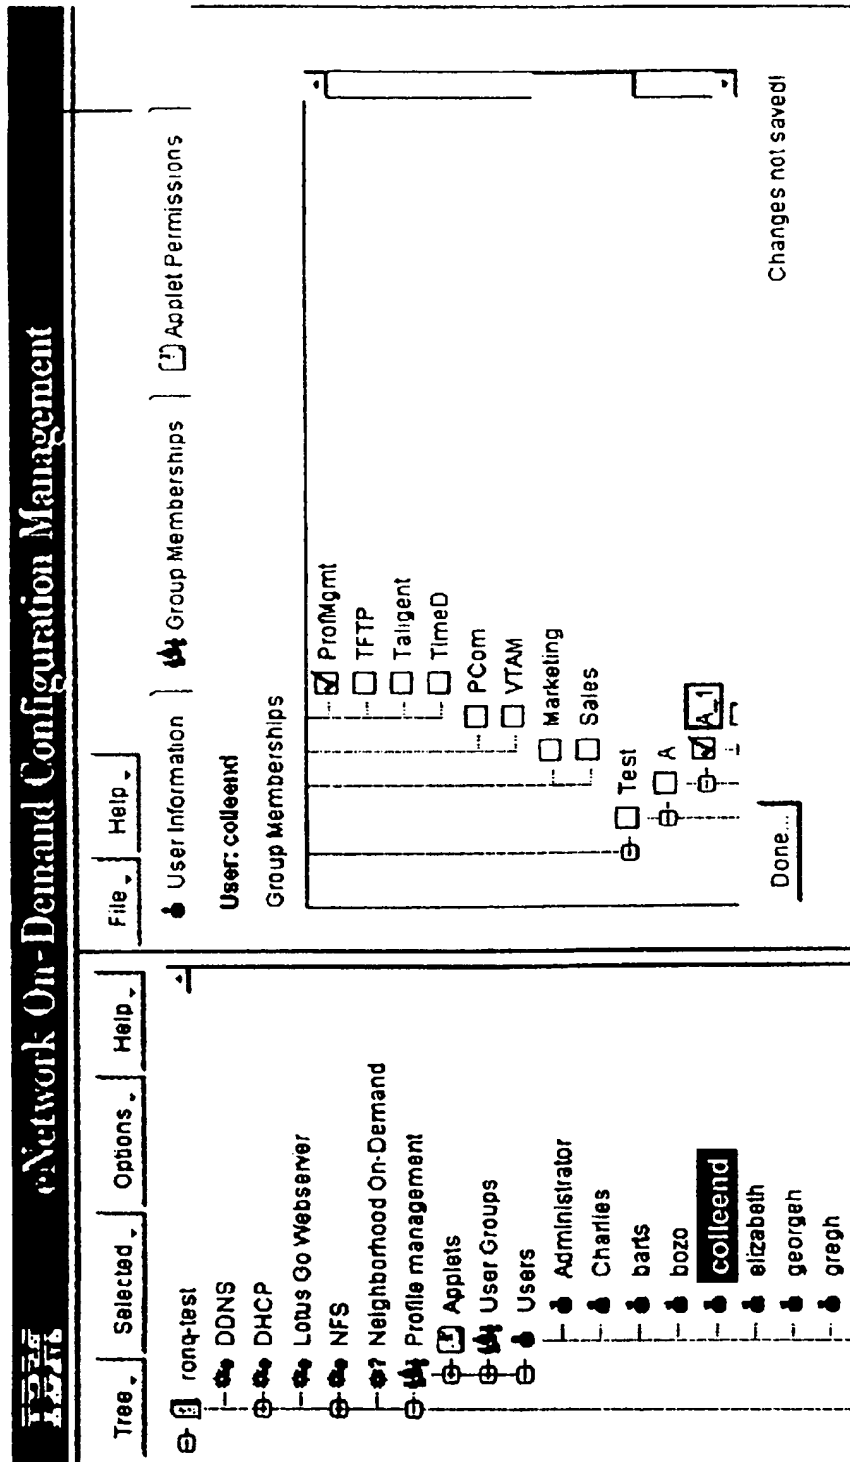 IBM eNetwork On-Demand Configuration Management
Tree Selected Options Help
ronq-test
DDNS
DHCP
Lotus Go Webserver
NFS
Neighborhood On-Demand
Profile management
Applets
User Groups
Users
Administrator
Charlies
barts
bozo
colleend
elizabeth
georgeh
gregh
File Help
User Information Group Memberships Applet Permissions
User: colleend
Group Memberships
ProfMgmt
TFTP
Taligent
TimeD
PCom
VTAM
Marketing
Sales
Test
A
A_1
Done... Changes not saved!